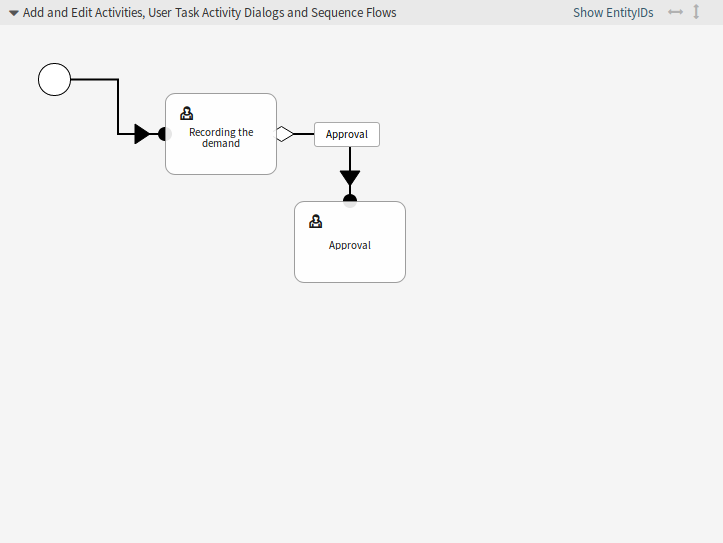 Add and Edit Activities, User Task Activity Dialogs and Sequence Flows
Show EntityIDs
Recording the
demand
Approval
Approval